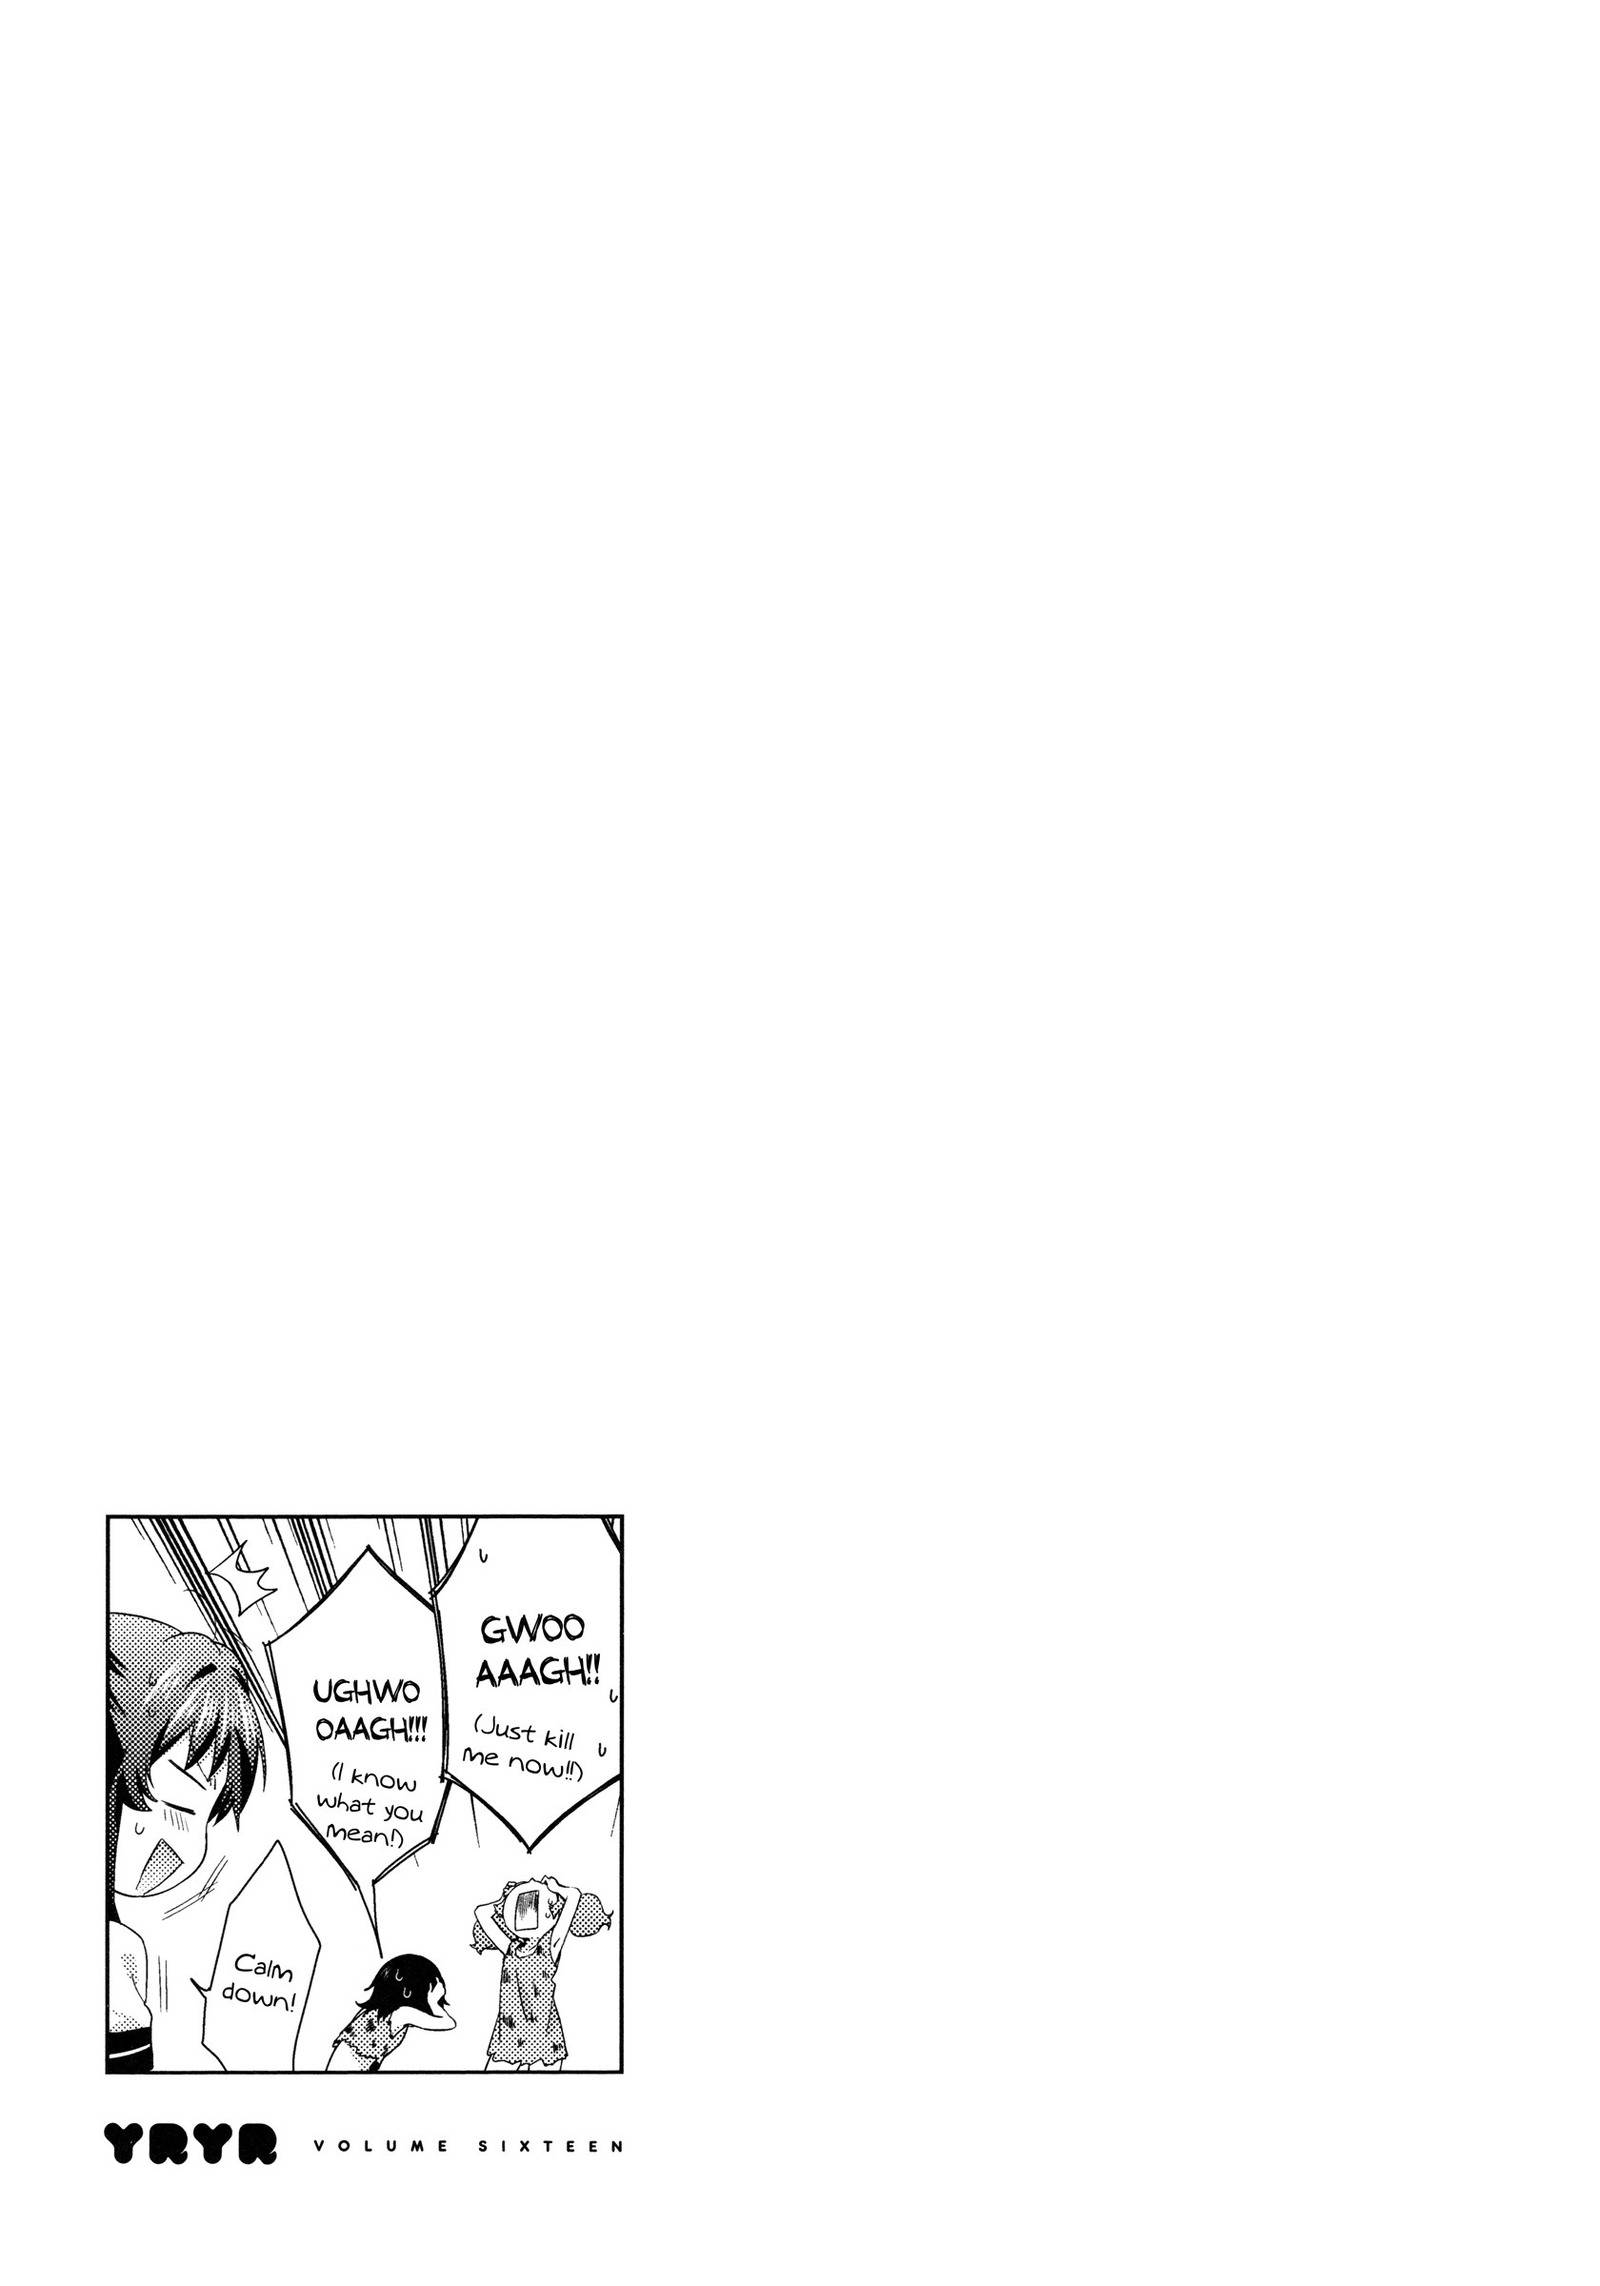 GWOO
AAAGH!!
(Just kill
me now!!)
UGHWO
OAAGH!!!
(I know
what you
mean!)
Calm
down!
YRYR VOLUME SIXTEEN